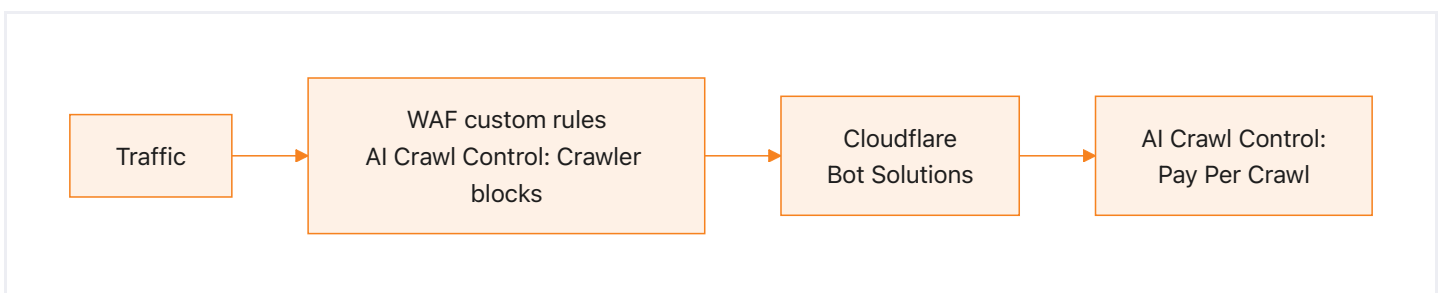 Traffic
WAF custom rules
AI Crawl Control: Crawler
blocks
Cloudflare
Bot Solutions
AI Crawl Control:
Pay Per Crawl